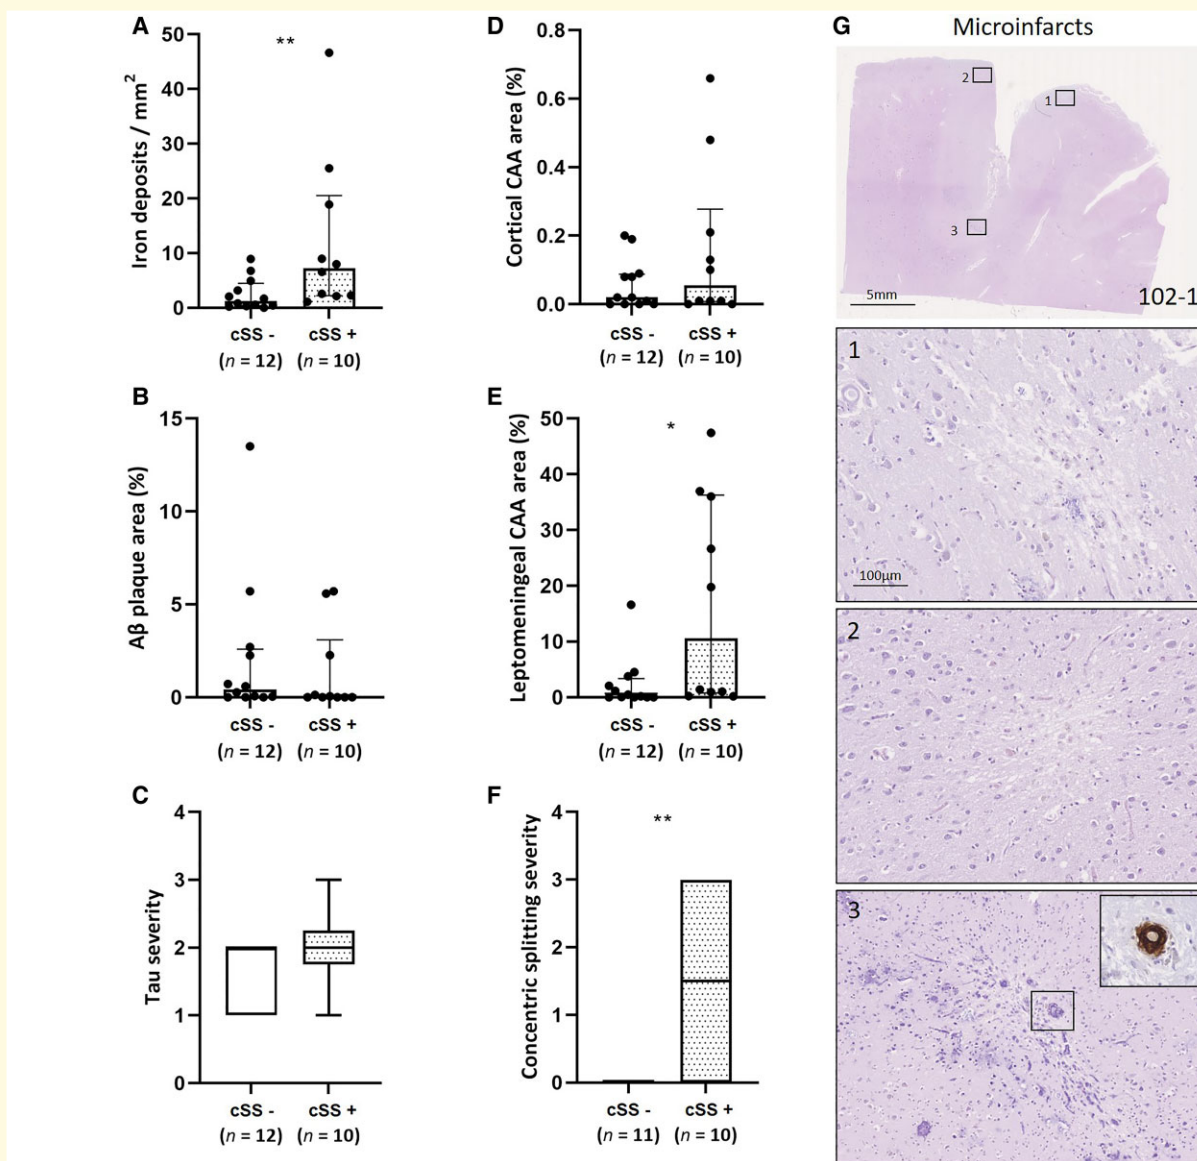 A
Iron deposits / mm²
50
40
30
20
10
0
**
cSS -
cSS +
(n = 12)
(n = 10)
B
Aβ plaque area (%)
15
10
5
0
cSS -
cSS +
(n = 12)
(n = 10)
C
Tau severity
4
3
2
1
0
cSS -
cSS +
(n = 12)
(n = 10)
D
Cortical CAA area (%)
0.8
0.6
0.4
0.2
0.0
cSS -
cSS +
(n = 12)
(n = 10)
E
Leptomeningeal CAA area (%)
50
40
30
20
10
0
*
cSS -
cSS +
(n = 12)
(n = 10)
F
Concentric splitting severity
4
3
2
1
0
**
cSS -
cSS +
(n = 11)
(n = 10)
G
Microinfarcts
2
1
3
5mm
102-1
1
100μm
2
3